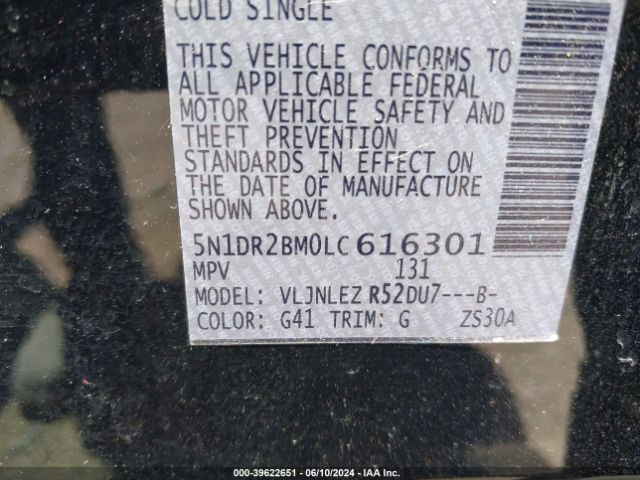 COLD SINGLE
THIS VEHICLE CONFORMS TO
ALL APPLICABLE FEDERAL
MOTOR VEHICLE SAFETY AND
THEFT PREVENTION
STANDARDS IN EFFECT ON
THE DATE OF MANUFACTURE
SHOWN ABOVE.
5N1DR2BM0LC616301
MPV 131
MODEL: VLJNLEZ R52DU7---B-
COLOR: G41 TRIM: G ZS30A
000-39622651 - 06/10/2024 - IAA Inc.